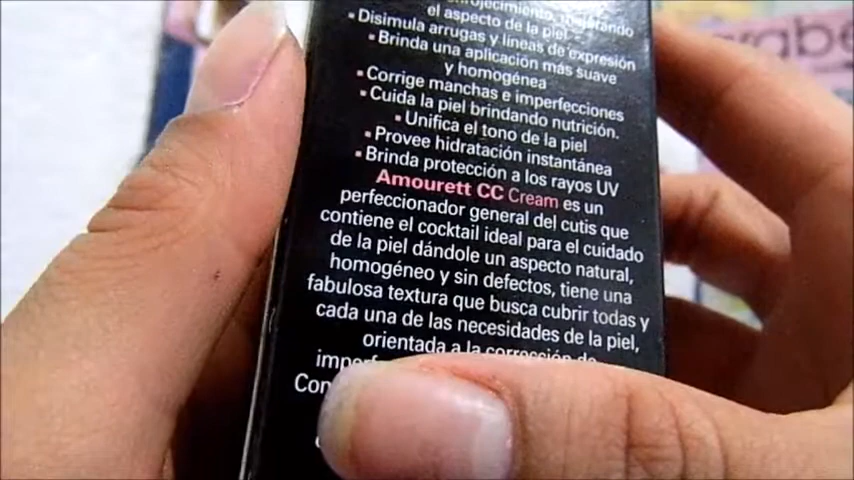 enrojecimiento, mejorando
el aspecto de la piel.
• Disimula arrugas y líneas de expresión
• Brinda una aplicación más suave
y homogénea
• Corrige manchas e imperfecciones
• Cuida la piel brindando nutrición.
• Unifica el tono de la piel
• Provee hidratación instantánea
• Brinda protección a los rayos UV
Amourett CC Cream es un
perfeccionador general del cutis que
contiene el cocktail ideal para el cuidado
de la piel, dándole un aspecto natural,
homogéneo y sin defectos, tiene una
fabulosa textura que busca cubrir todas y
cada una de las necesidades de la piel,
orientada a la corrección de